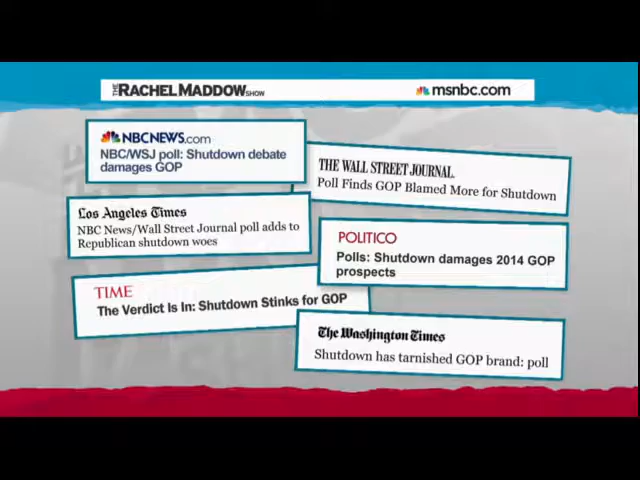 THE RACHEL MADDOW SHOW
msnbc.com
NBCNEWS.com
NBC/WSJ poll: Shutdown debate
damages GOP
THE WALL STREET JOURNAL.
Poll Finds GOP Blamed More for Shutdown
Los Angeles Times
NBC News/Wall Street Journal poll adds to
Republican shutdown woes
POLITICO
Polls: Shutdown damages 2014 GOP
prospects
TIME
The Verdict Is In: Shutdown Stinks for GOP
The Washington Times
Shutdown has tarnished GOP brand: poll